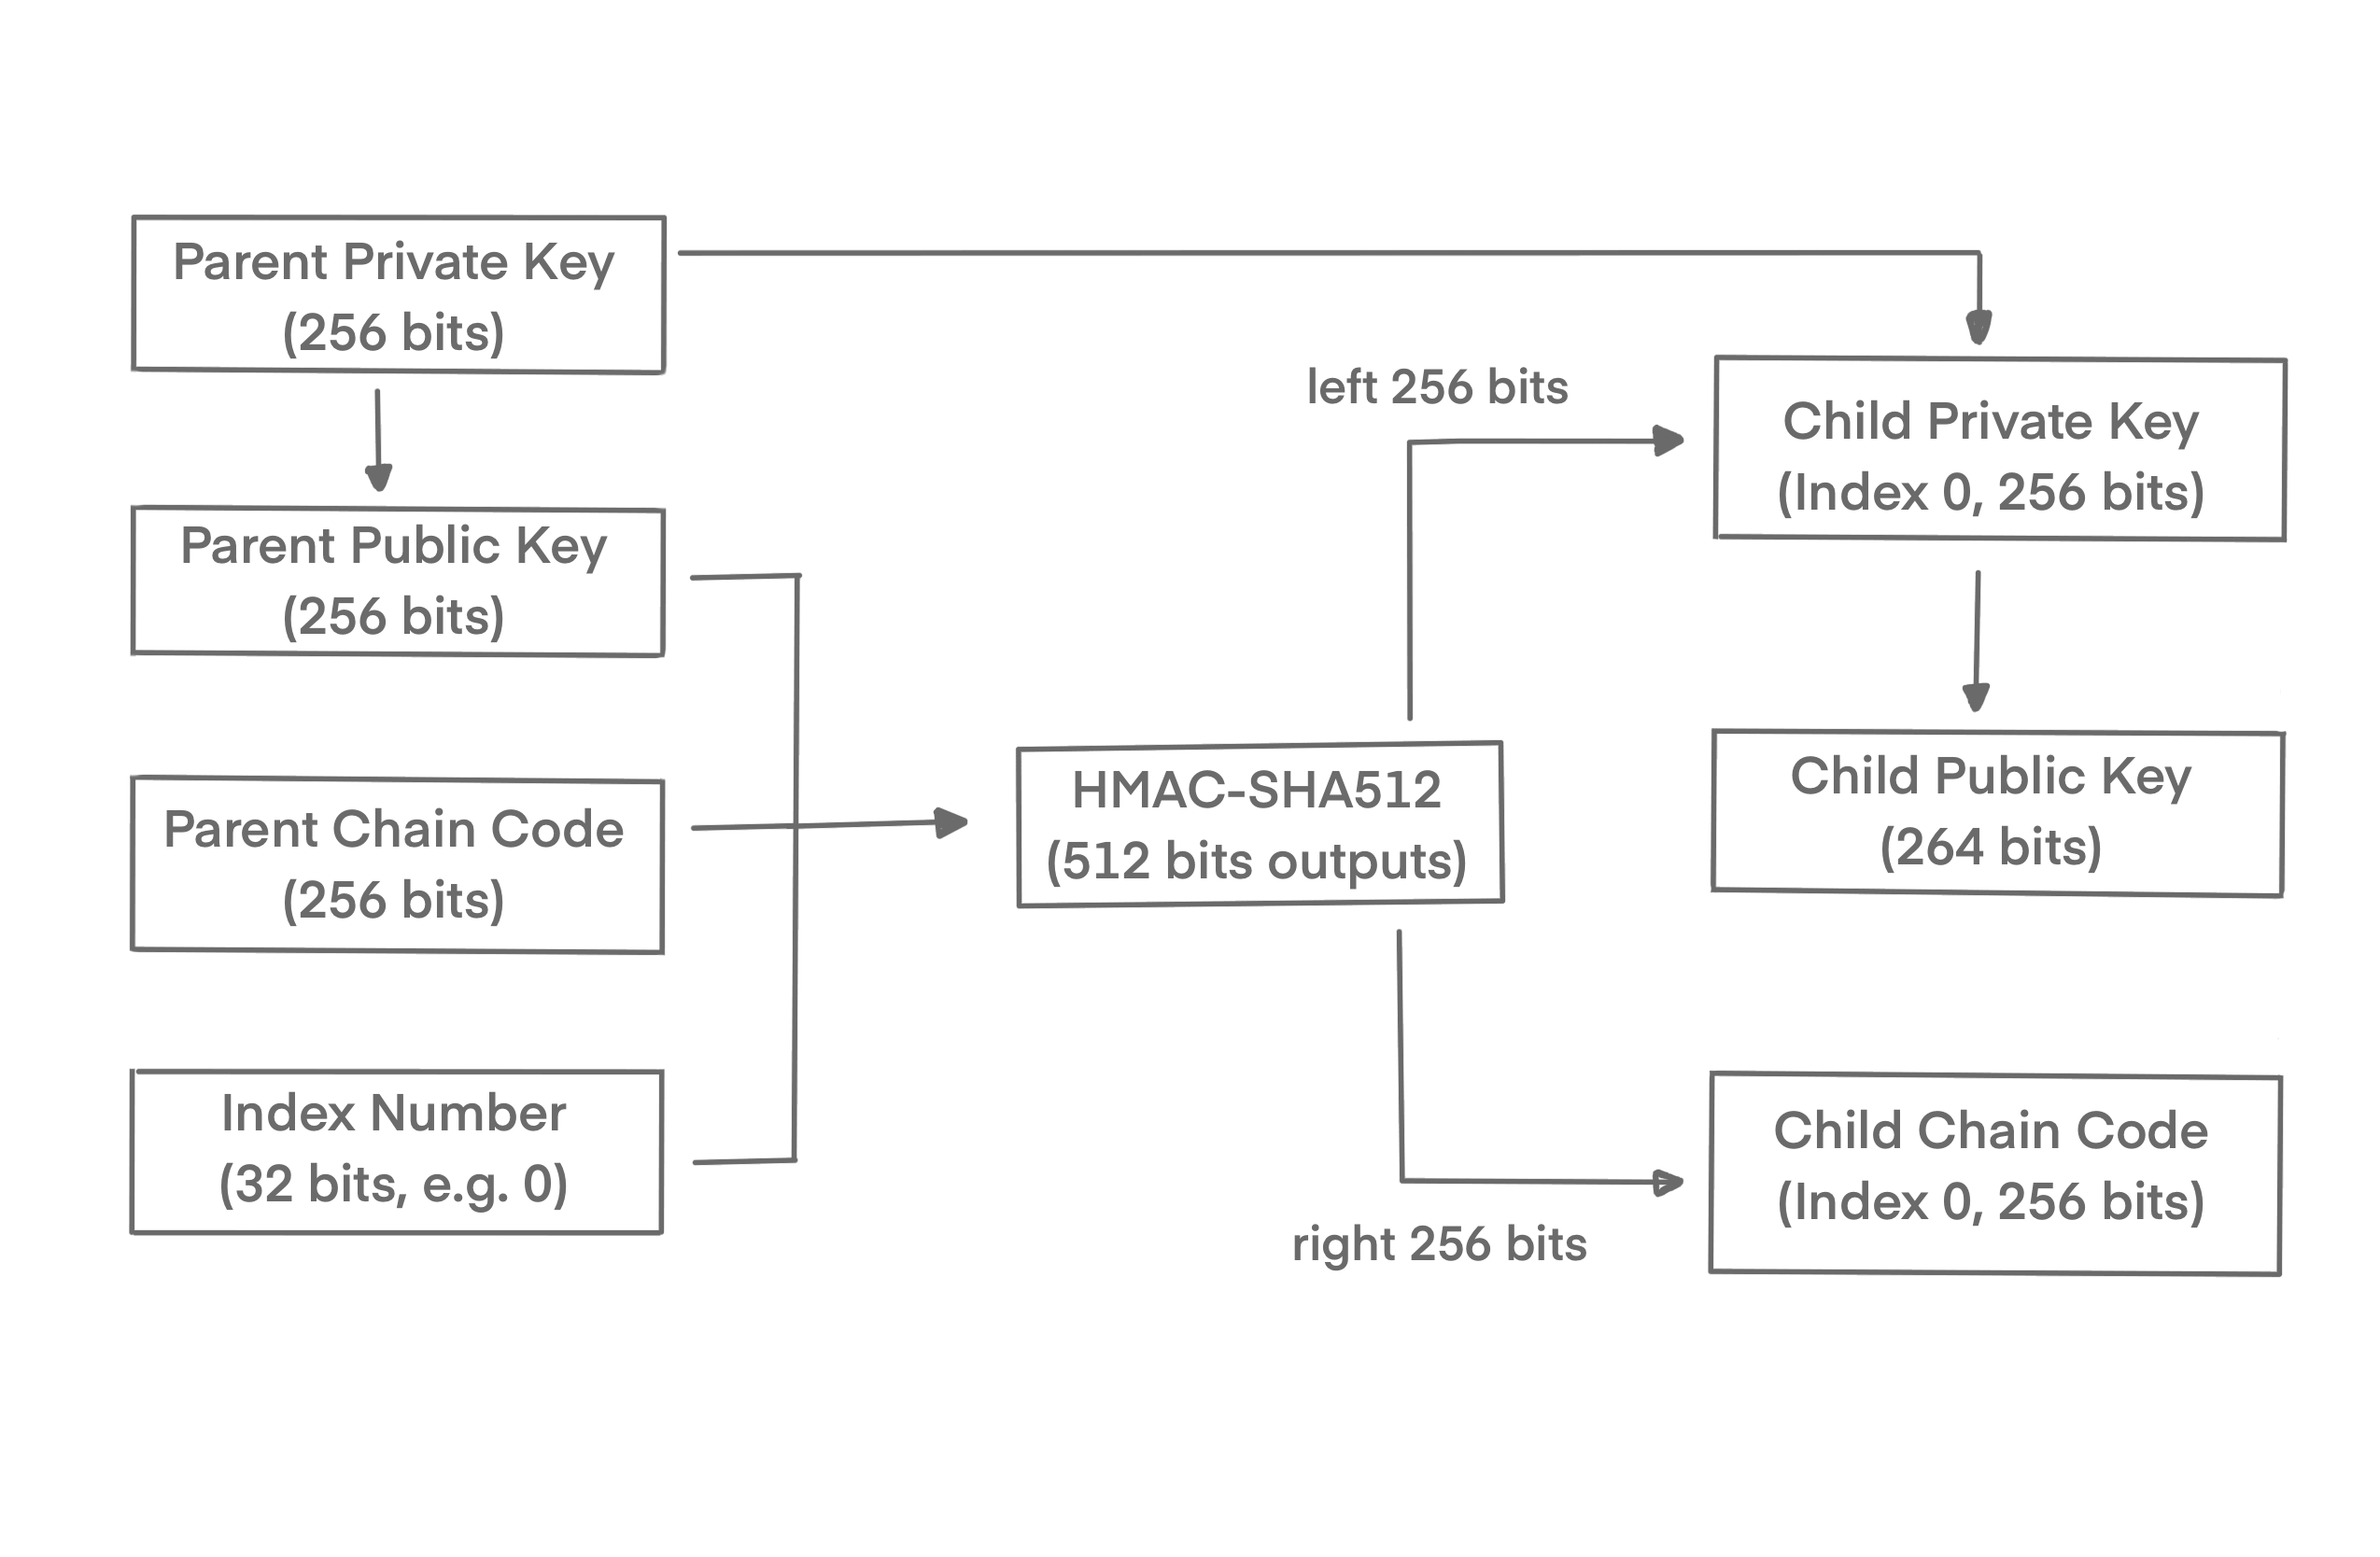 Parent Private Key
(256 bits)
Parent Public Key
(256 bits)
Parent Chain Code
(256 bits)
Index Number
(32 bits, e.g. 0)
HMAC-SHA512
(512 bits outputs)
left 256 bits
right 256 bits
Child Private Key
(Index 0, 256 bits)
Child Public Key
(264 bits)
Child Chain Code
(Index 0, 256 bits)